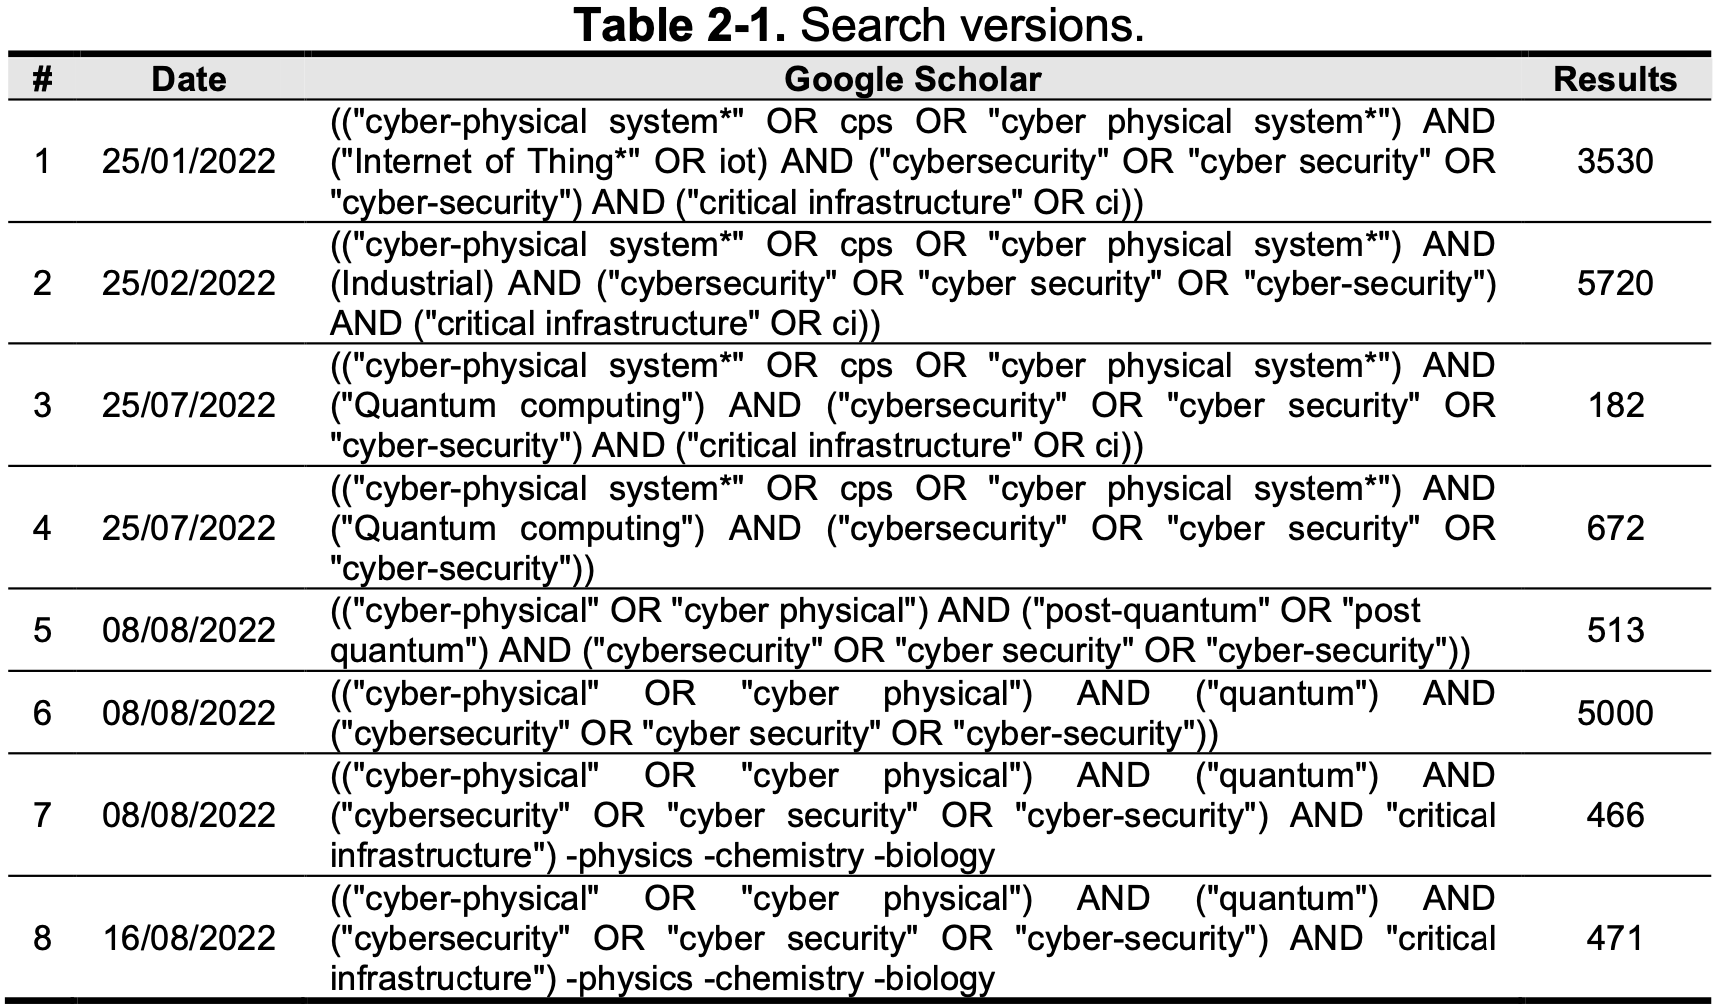 Table 2-1. Search versions.
# Date Google Scholar Results
(("cyber-physical system*" OR cps OR "cyber physical system*") AND
1 25/01/2022 ("Internet of Thing*" OR iot) AND ("cybersecurity" OR "cyber security" OR 3530
"cyber-security") AND ("critical infrastructure" OR ci))
(("cyber-physical system*" OR cps OR "cyber physical system*") AND
2 25/02/2022 (Industrial) AND ("cybersecurity" OR "cyber security" OR "cyber-security") 5720
AND ("critical infrastructure" OR ci))
(("cyber-physical system*" OR cps OR "cyber physical system*") AND
3 25/07/2022 ("Quantum computing") AND ("cybersecurity" OR "cyber security" OR 182
"cyber-security") AND ("critical infrastructure" OR ci))
(("cyber-physical system*" OR cps OR "cyber physical system*") AND
4 25/07/2022 ("Quantum computing") AND ("cybersecurity" OR "cyber security" OR 672
"cyber-security"))
(("cyber-physical" OR "cyber physical") AND ("post-quantum" OR "post
5 08/08/2022 513
quantum") AND ("cybersecurity" OR "cyber security" OR "cyber-security"))
(("cyber-physical" OR "cyber physical") AND ("quantum") AND
6 08/08/2022 5000
("cybersecurity" OR "cyber security" OR "cyber-security"))
(("cyber-physical" OR "cyber physical") AND ("quantum") AND
7 08/08/2022 ("cybersecurity" OR "cyber security" OR "cyber-security") AND "critical 466
infrastructure") -physics -chemistry -biology
(("cyber-physical" OR "cyber physical") AND ("quantum") AND
8 16/08/2022 ("cybersecurity" OR "cyber security" OR "cyber-security") AND "critical 471
infrastructure") -physics -chemistry -biology